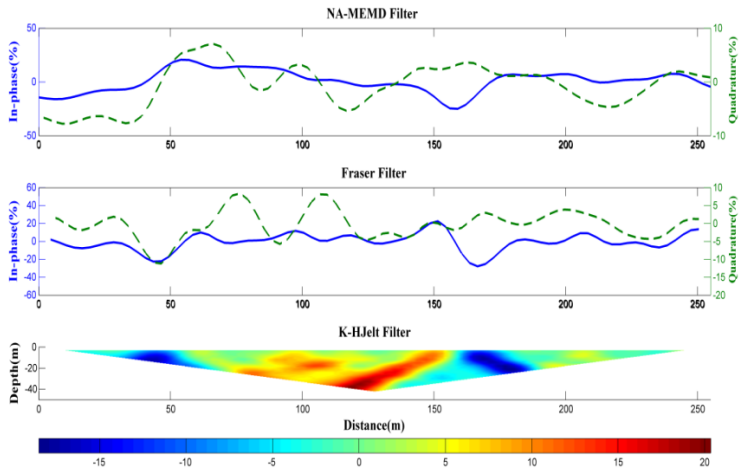 NA-MEMD Filter
50
0
-50
In-phase(%)
10
0
-10
Quadrature(%)
0 50 100 150 200 250
Fraser Filter
60
40
20
0
-20
-40
-60
In-phase(%)
10
5
0
-5
-10
-15
20
Quadrature(%)
0 50 100 150 200 250
K-HJelt Filter
0
-20
-40
Depth(m)
0 50 100 150 200 250
Distance(m)
-15 -10 -5 0 5 10 15 20